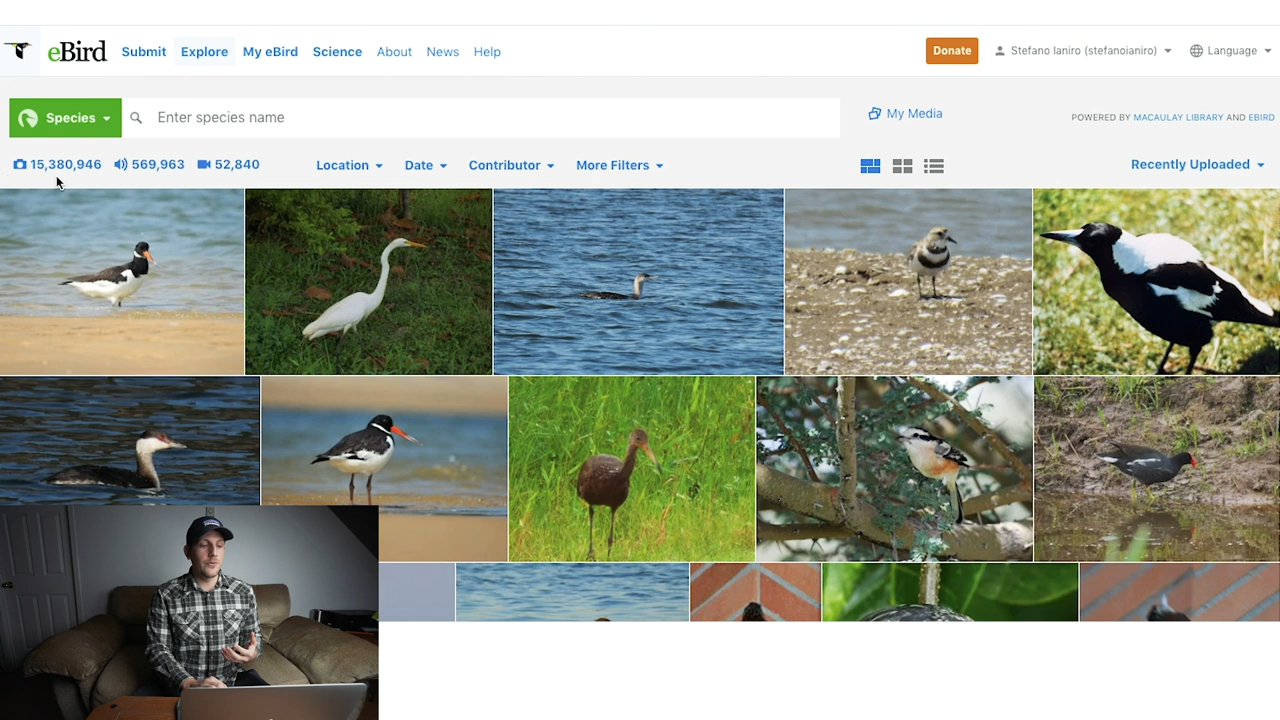 eBird Submit Explore My eBird Science About News Help Donate Stefano Ianiro (stefanoianiro) Language
Species Enter species name My Media POWERED BY MACAULAY LIBRARY AND EBIRD
15,380,946 569,963 52,840 Location Date Contributor More Filters Recently Uploaded